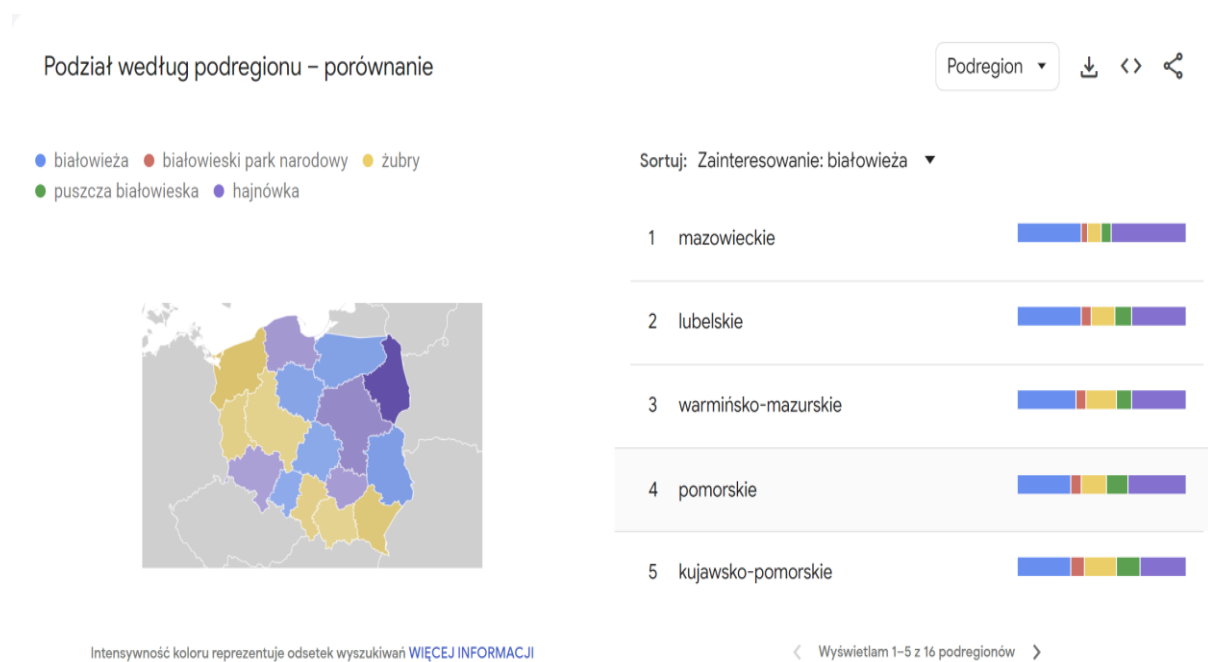 Podział według podregionu – porównanie
Podregion
białowieża białowieski park narodowy żubry
puszcza białowieska hajnówka
Sortuj: Zainteresowanie: białowieża
1 mazowieckie
2 lubelskie
3 warmińsko-mazurskie
4 pomorskie
5 kujawsko-pomorskie
Intensywność koloru reprezentuje odsetek wyszukiwań WIĘCEJ INFORMACJI
Wyświetlam 1–5 z 16 podregionów